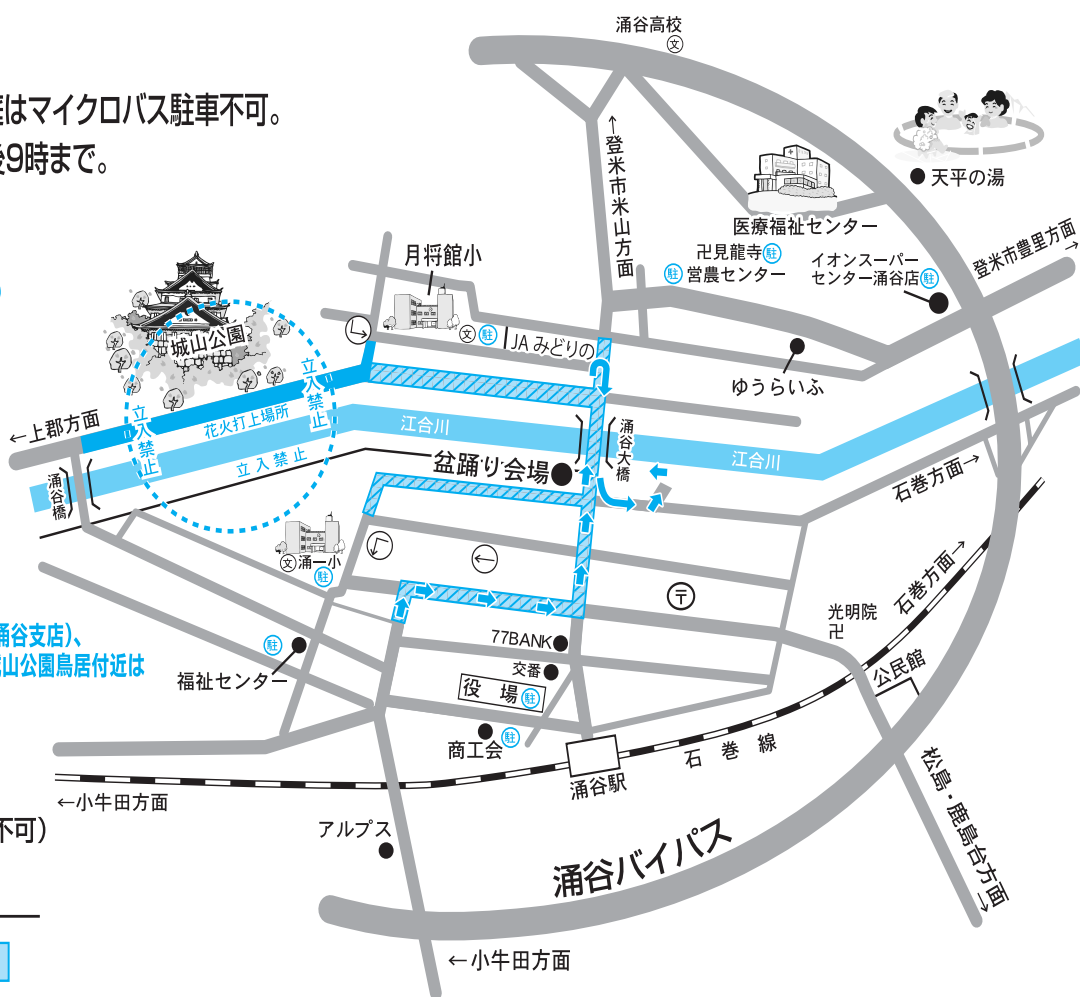 はマイクロバス駐車不可。
後9時まで。
涌谷高校
文
←登米市米山方面
天平の湯
医療福祉センター
卍見龍寺 駐
駐 営農センター
イオンスーパー
センター涌谷店 駐
登米市豊里方面→
月将館小
文 駐
JAみどりの
ゆうらいふ
城山公園
立入禁止
立入禁止
花火打上場所
立入禁止
←上郡方面
涌谷橋
江合川
涌谷大橋
江合川
盆踊り会場
石巻方面→
文 涌一小
駐
〒
石巻方面→
光明院
卍
涌谷支店)、
城山公園鳥居付近は
駐
福祉センター
77BANK
交番
役場 駐
商工会 駐
公民館
涌谷駅
石巻線
松島・鹿島台方面→
←小牛田方面
不可)
アルプス
涌谷バイパス
←小牛田方面